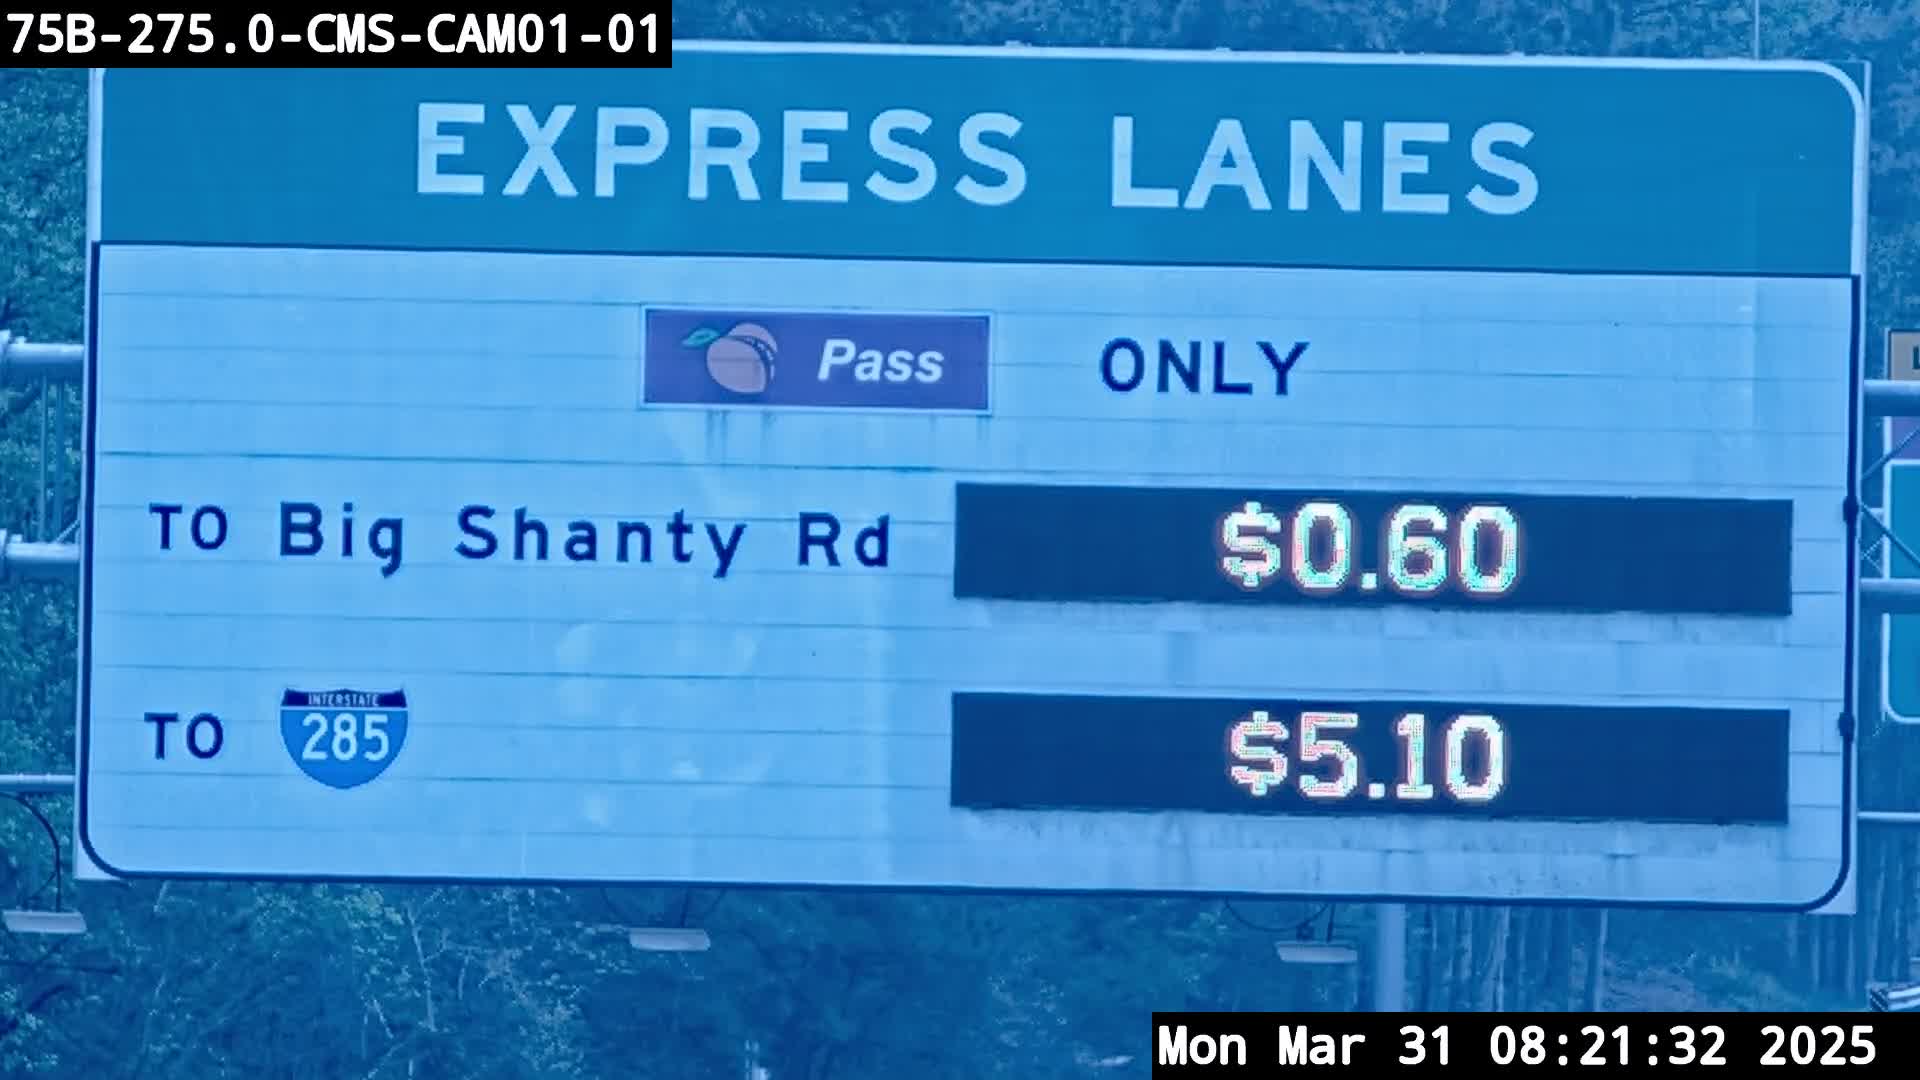 75B-275.0-CMS-CAM01-01
EXPRESS LANES
Pass ONLY
TO Big Shanty Rd $0.60
TO INTERSTATE 285 $5.10
Mon Mar 31 08:21:32 2025